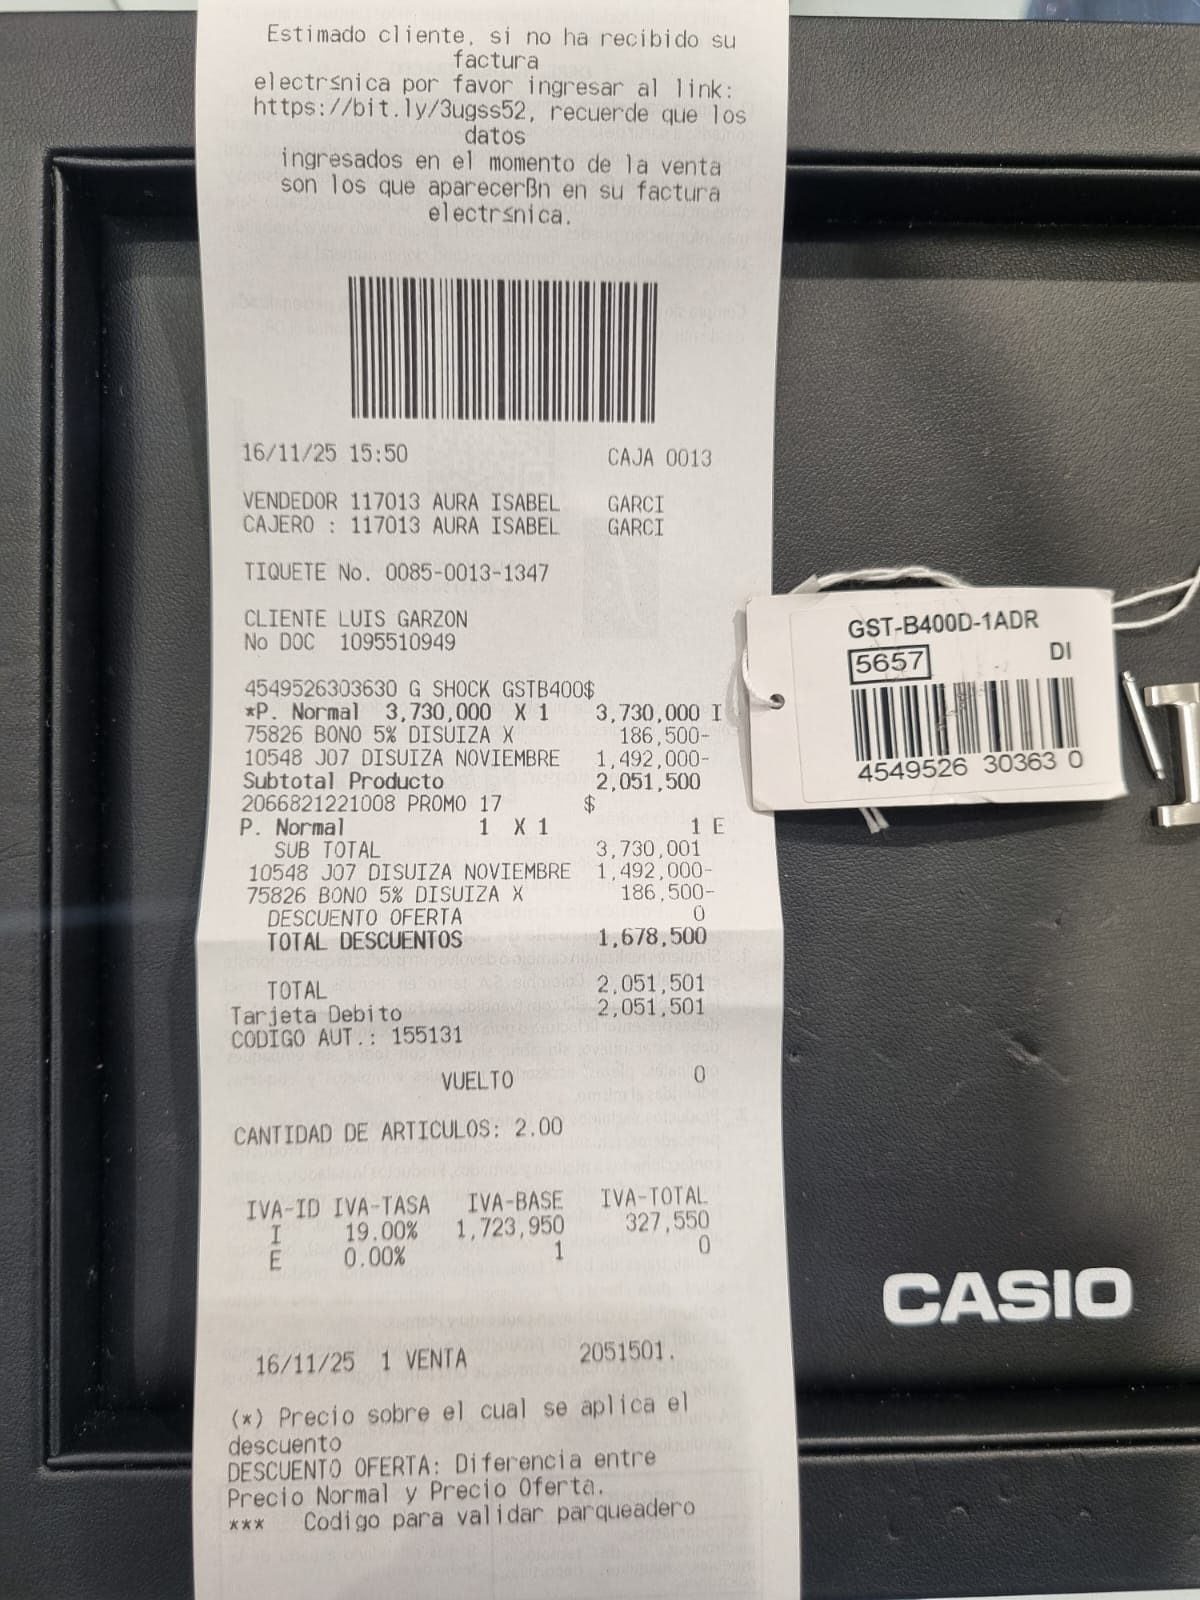 Estimado cliente, si no ha recibido su
factura
electr≤nica por favor ingresar al link:
https://bit.ly/3ugss52, recuerde que los
datos
ingresados en el momento de la venta
son los que aparecerßn en su factura
electr≤nica.
16/11/25 15:50 CAJA 0013
VENDEDOR 117013 AURA ISABEL GARCI
CAJERO : 117013 AURA ISABEL GARCI
TIQUETE No. 0085-0013-1347
CLIENTE LUIS GARZON
No DOC 1095510949
4549526303630 G SHOCK GSTB400$
*P. Normal 3,730,000 X 1 3,730,000 I
75826 BONO 5% DISUIZA X 186,500-
10548 J07 DISUIZA NOVIEMBRE 1,492,000-
Subtotal Producto 2,051,500
2066821221008 PROMO 17 $
P. Normal 1 X 1 1 E
SUB TOTAL 3,730,001
10548 J07 DISUIZA NOVIEMBRE 1,492,000-
75826 BONO 5% DISUIZA X 186,500-
DESCUENTO OFERTA 0
TOTAL DESCUENTOS 1,678,500
TOTAL 2,051,501
Tarjeta Debito 2,051,501
CODIGO AUT.: 155131
VUELTO 0
CANTIDAD DE ARTICULOS: 2.00
IVA-ID IVA-TASA IVA-BASE IVA-TOTAL
I 19.00% 1,723,950 327,550
E 0.00% 1 0
16/11/25 1 VENTA 2051501.
(*) Precio sobre el cual se aplica el
descuento
DESCUENTO OFERTA: Diferencia entre
Precio Normal y Precio Oferta.
*** Codigo para validar parqueadero
GST-B400D-1ADR
5657 DI
4549526 30363 0
CASIO